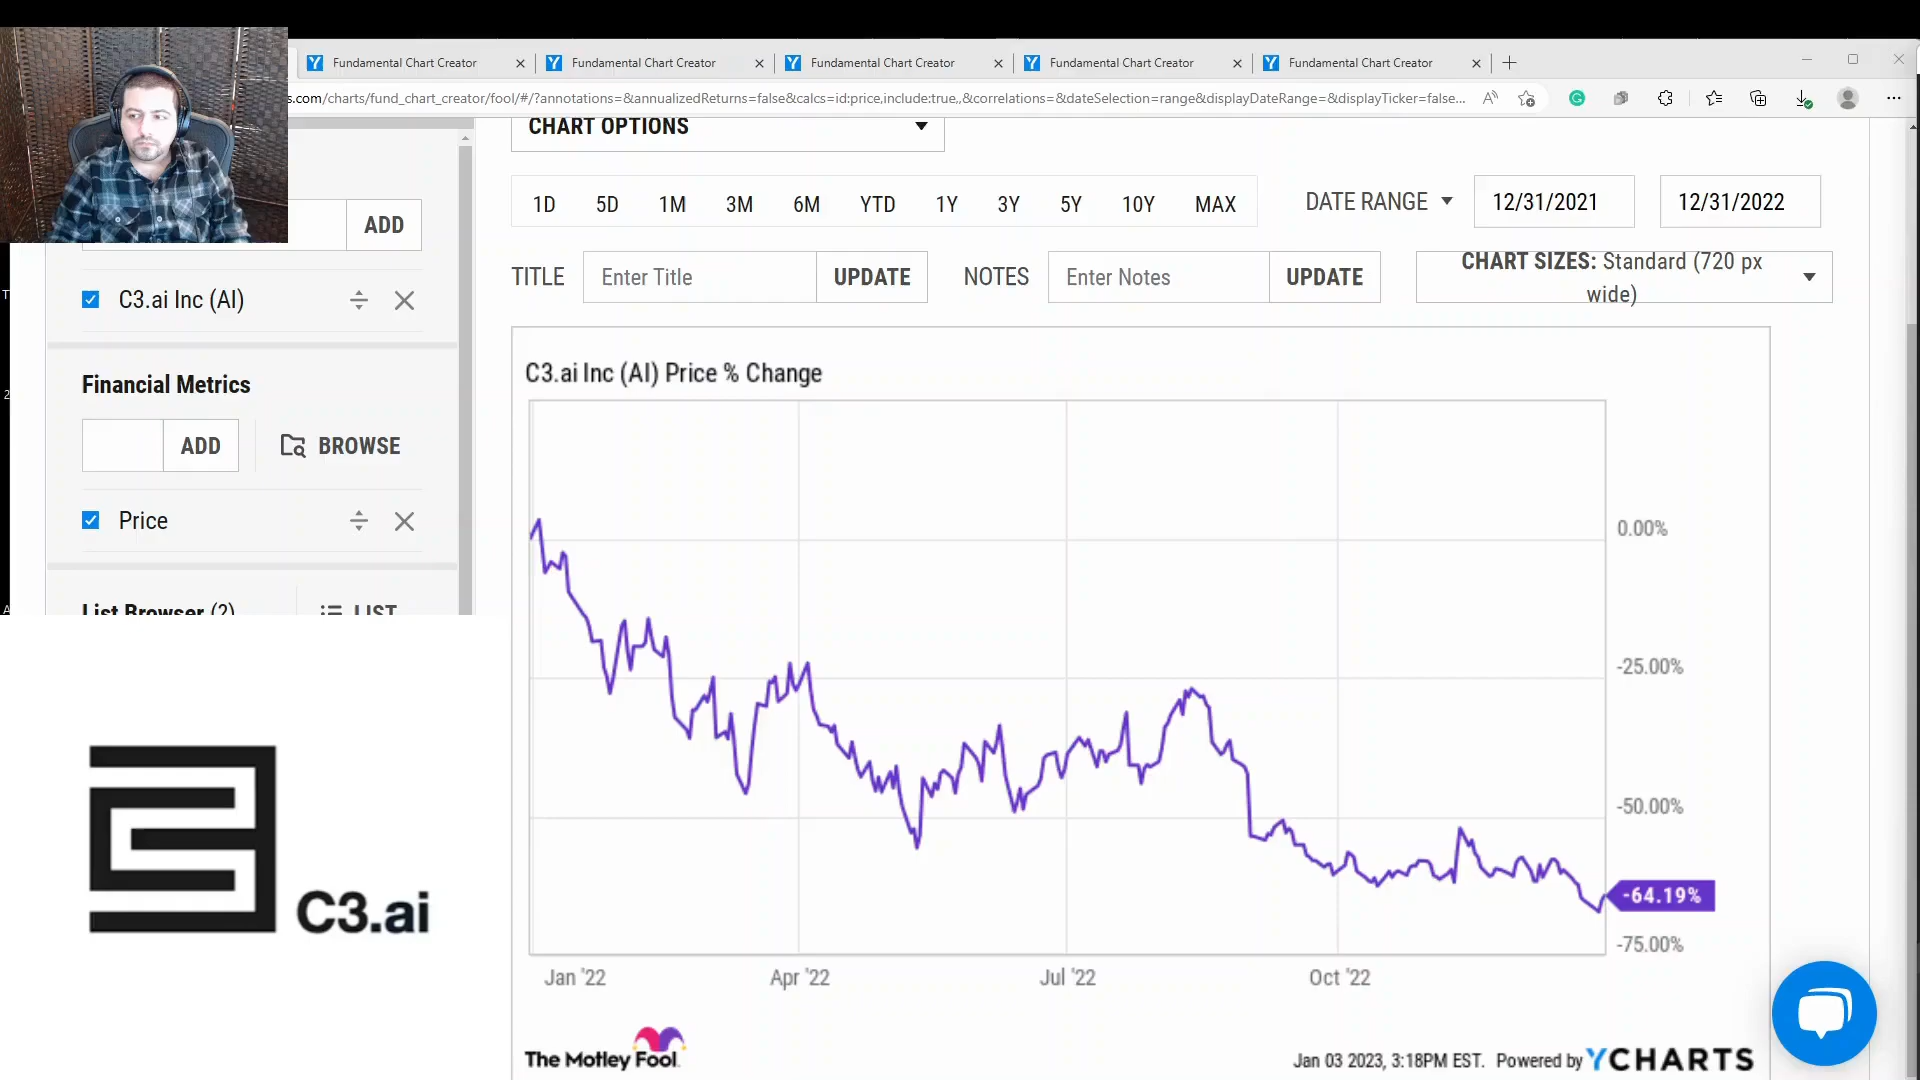 Fundamental Chart Creator
Fundamental Chart Creator
Fundamental Chart Creator
Fundamental Chart Creator
Fundamental Chart Creator
s.com/charts/fund_chart_creator/fool/#/?annotations=&annualizedReturns=false&calcs=id:price,include:true,,&correlations=&dateSelection=range&displayDateRange=&displayTicker=false...
CHART OPTIONS
1D 5D 1M 3M 6M YTD 1Y 3Y 5Y 10Y MAX
DATE RANGE 12/31/2021 12/31/2022
ADD
TITLE Enter Title UPDATE NOTES Enter Notes UPDATE
CHART SIZES: Standard (720 px
wide)
C3.ai Inc (AI)
Financial Metrics
ADD BROWSE
Price
List Browser (2) LIST
C3.ai
C3.ai Inc (AI) Price % Change
0.00%
-25.00%
-50.00%
-64.19%
-75.00%
Jan '22 Apr '22 Jul '22 Oct '22
The Motley Fool.
Jan 03 2023, 3:18PM EST. Powered by YCHARTS